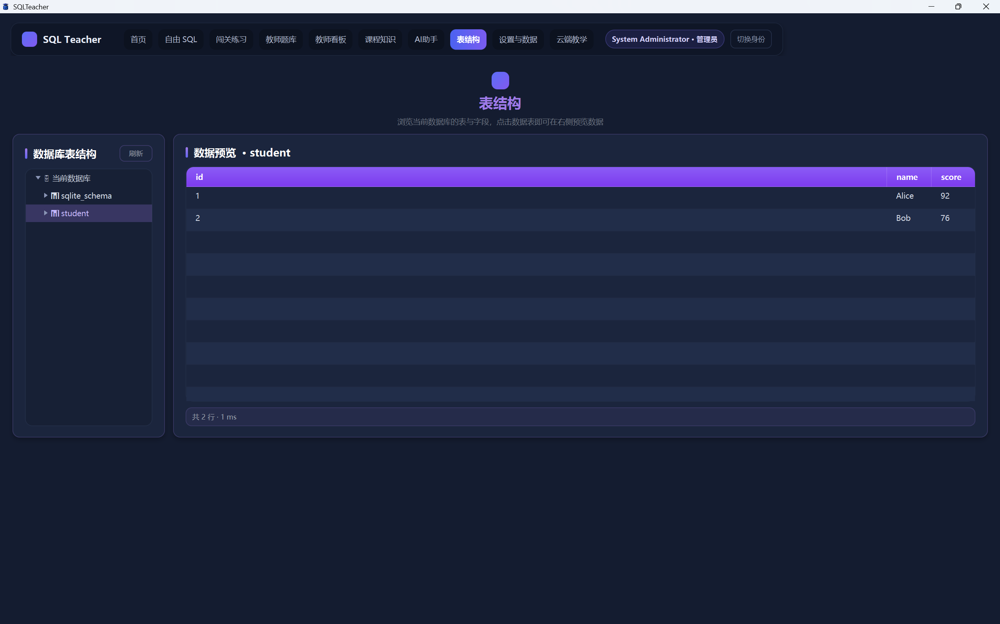 SQLTeacher
SQL Teacher 首页 自由 SQL 闯关练习 教师题库 教师看板 课程知识 AI助手 表结构 设置与数据 云端教学 System Administrator • 管理员 切换身份
表结构
浏览当前数据库的表与字段，点击数据表即可在右侧预览数据
数据库表结构 刷新
当前数据库
sqlite_schema
student
数据预览 • student
id name score
1 Alice 92
2 Bob 76
共 2 行 · 1 ms